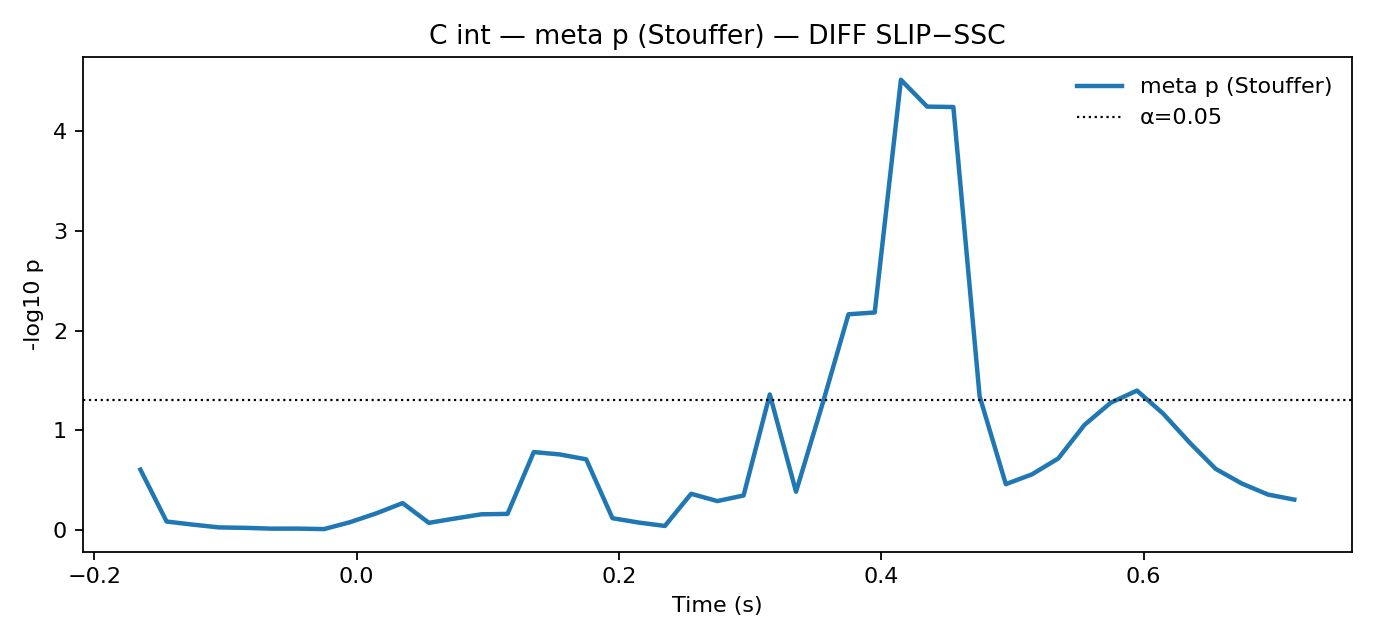 C int — meta p (Stouffer) — DIFF SLIP−SSC
meta p (Stouffer)
α=0.05
4
3
2
1
0
-log10 p
−0.2
0.0
0.2
0.4
0.6
Time (s)